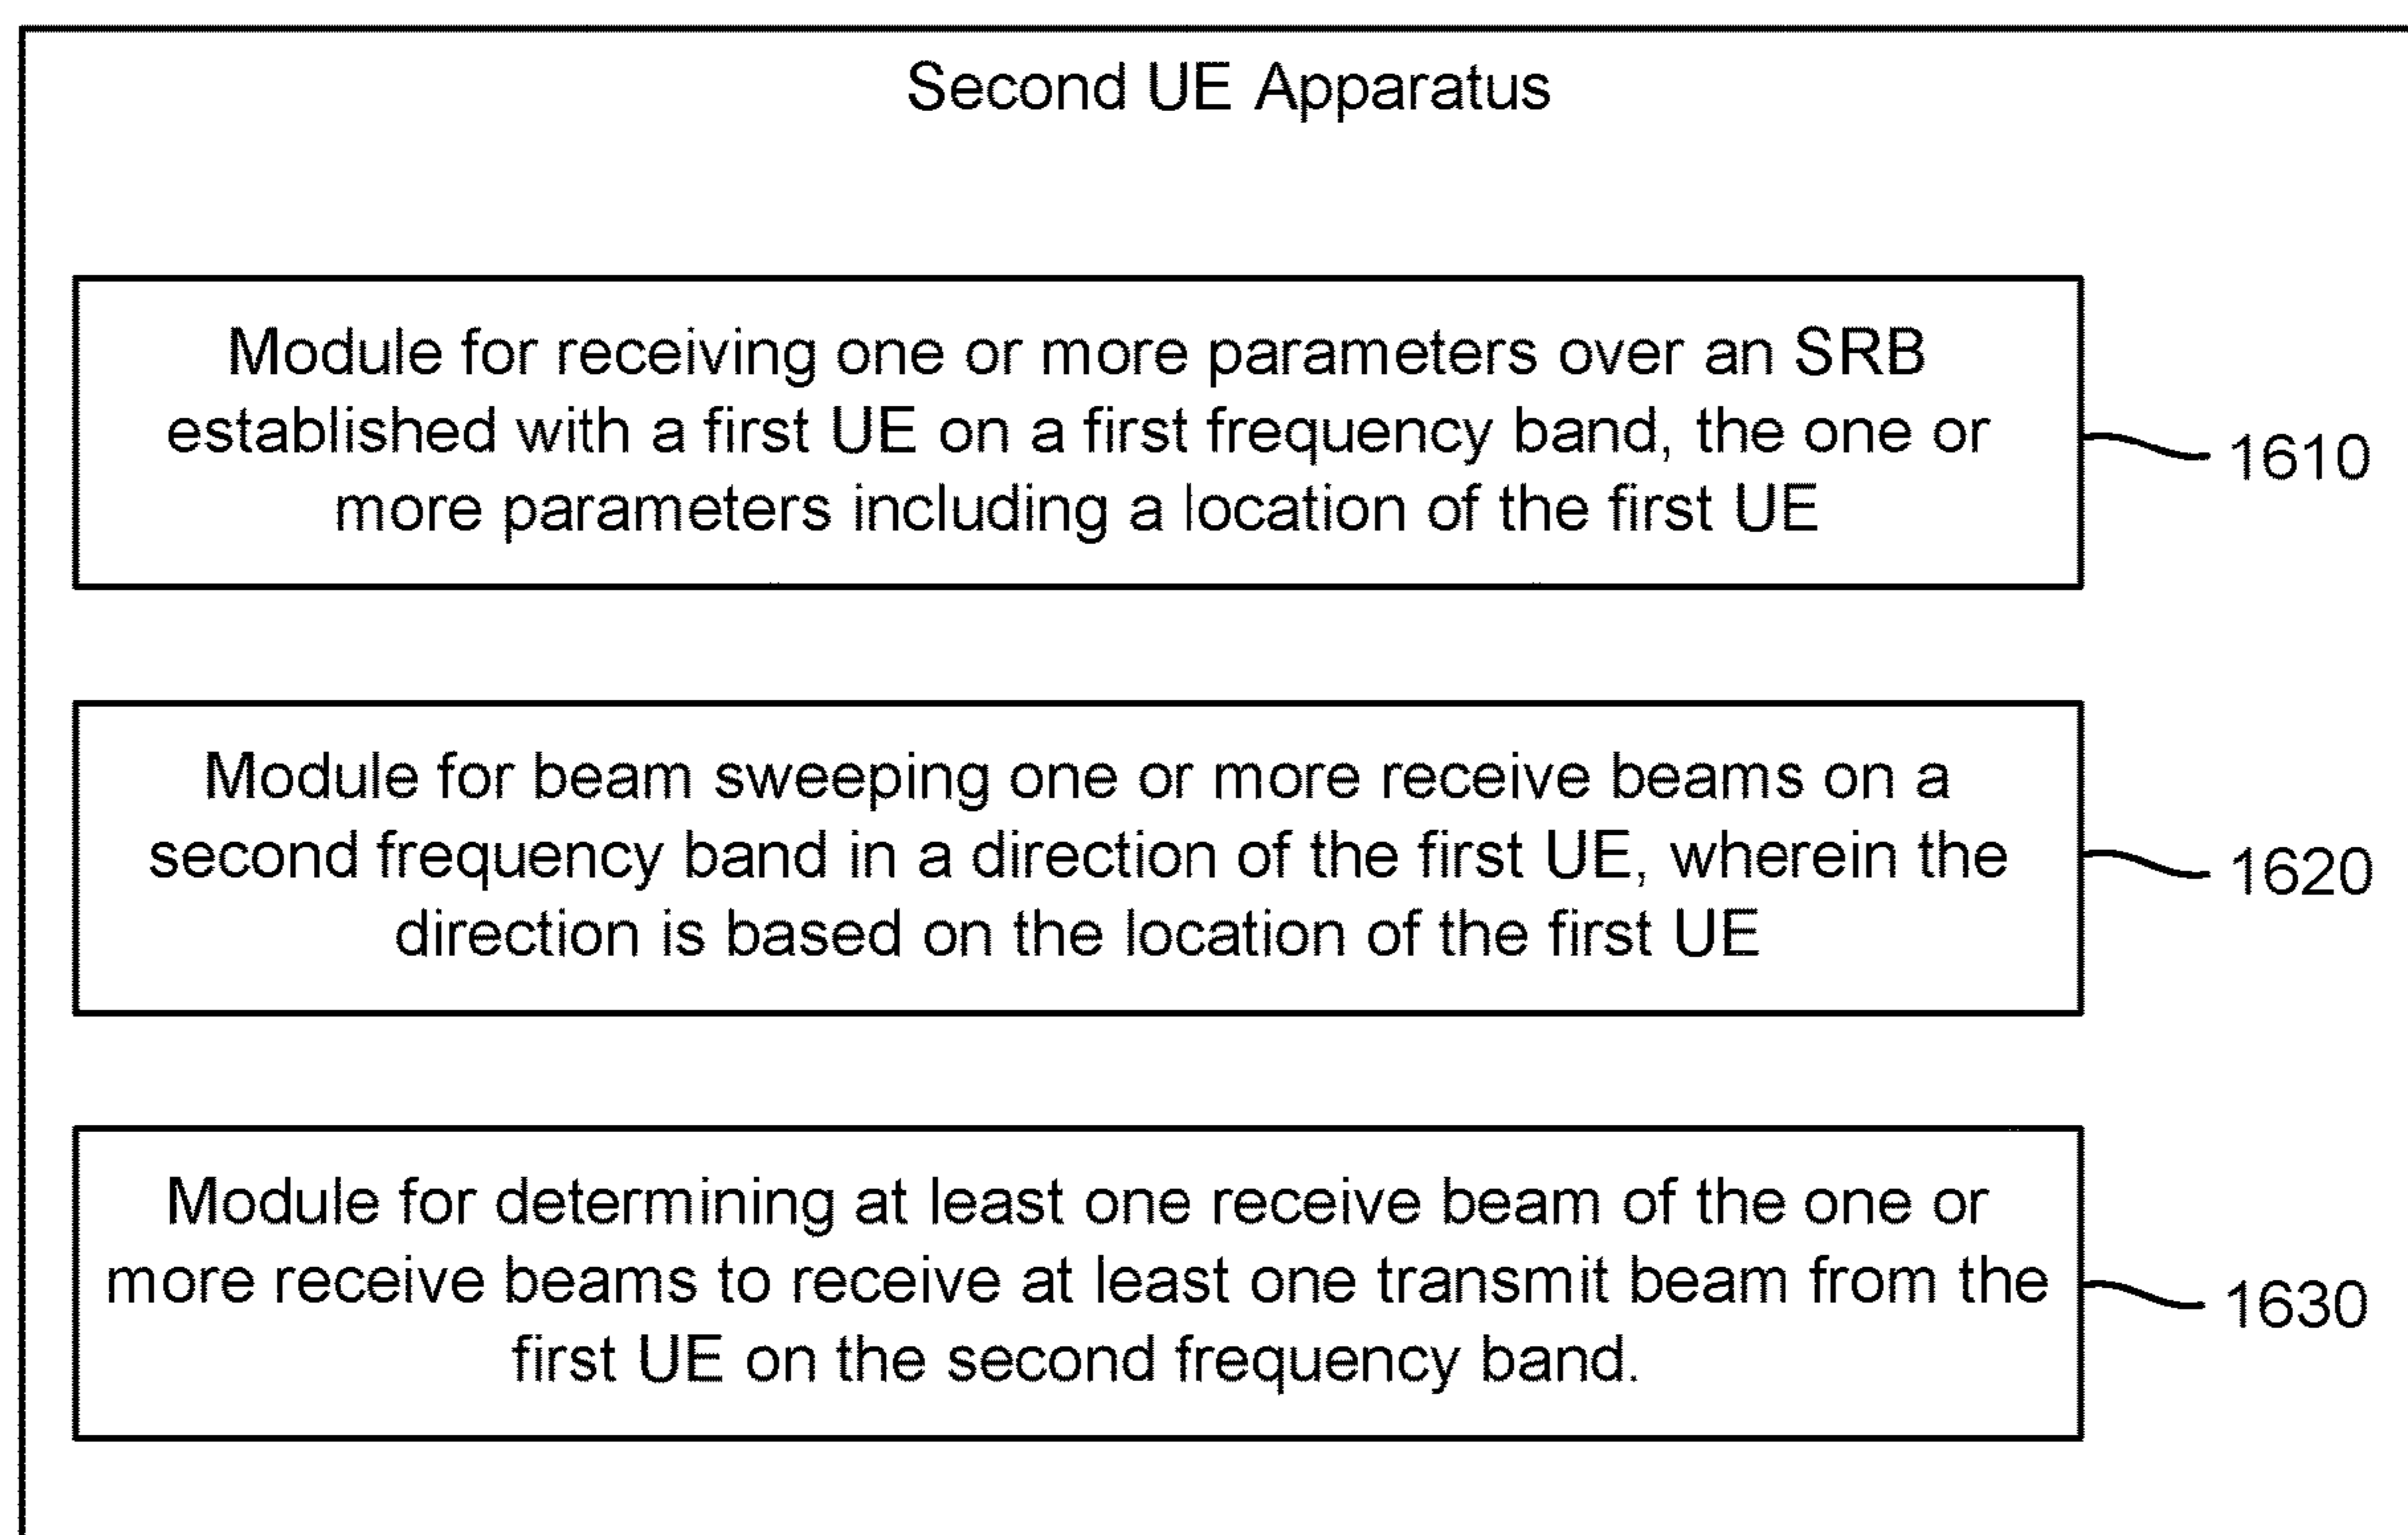 Second UE Apparatus
Module for receiving one or more parameters over an SRB
established with a first UE on a first frequency band, the one or
more parameters including a location of the first UE
1610
Module for beam sweeping one or more receive beams on a
second frequency band in a direction of the first UE, wherein the
direction is based on the location of the first UE
1620
Module for determining at least one receive beam of the one or
more receive beams to receive at least one transmit beam from the
first UE on the second frequency band.
1630